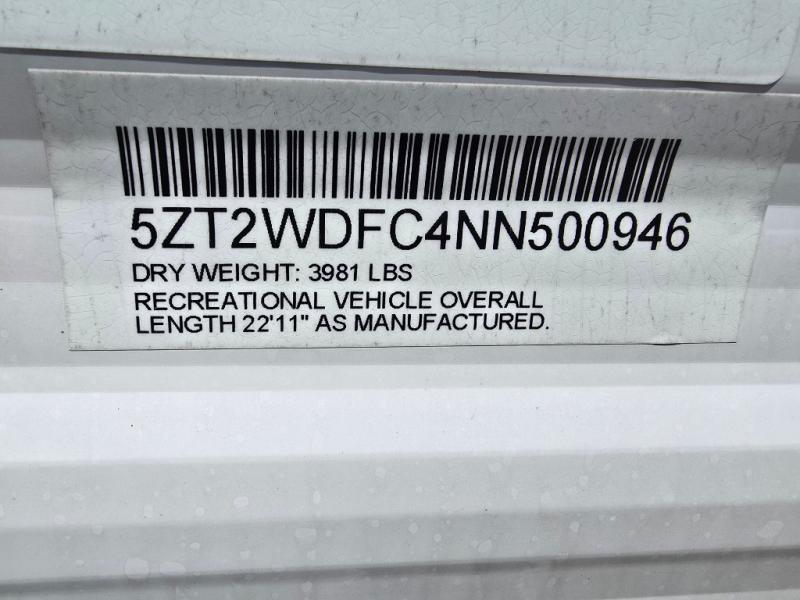 5ZT2WDFC4NN500946
DRY WEIGHT: 3981 LBS
RECREATIONAL VEHICLE OVERALL
LENGTH 22'11" AS MANUFACTURED.